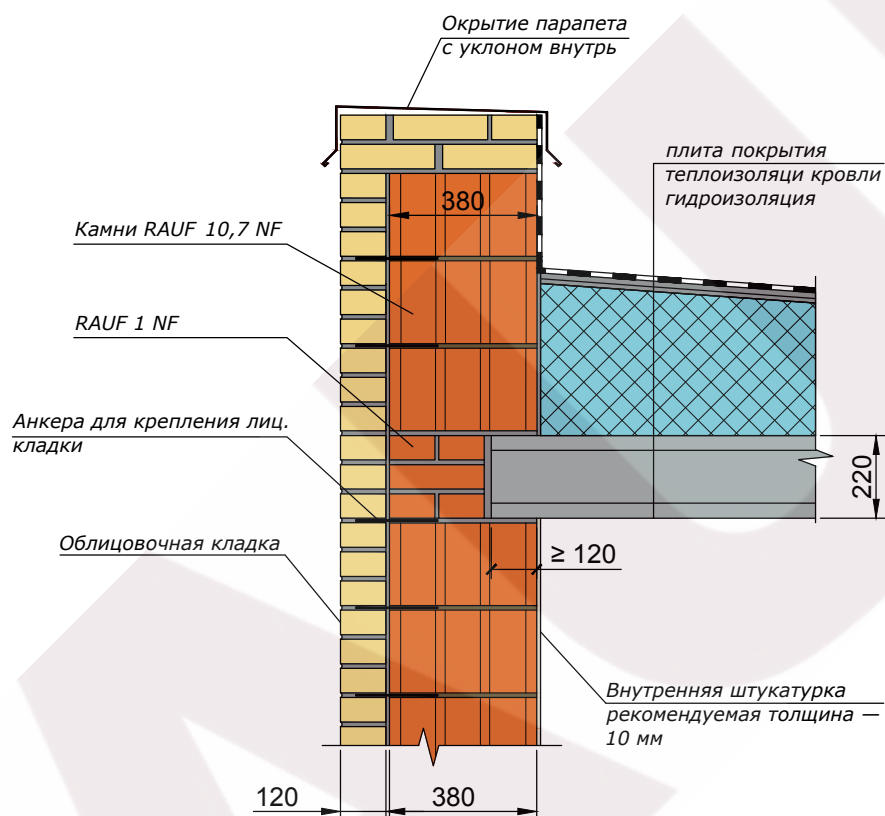 Окрытие парапета
с уклоном внутрь
плита покрытия
теплоизоляци кровли
гидроизоляция
380
Камни RAUF 10,7 NF
RAUF 1 NF
Анкера для крепления лиц.
кладки
220
Облицовочная кладка
≥ 120
Внутренняя штукатурка
рекомендуемая толщина —
10 мм
120
380